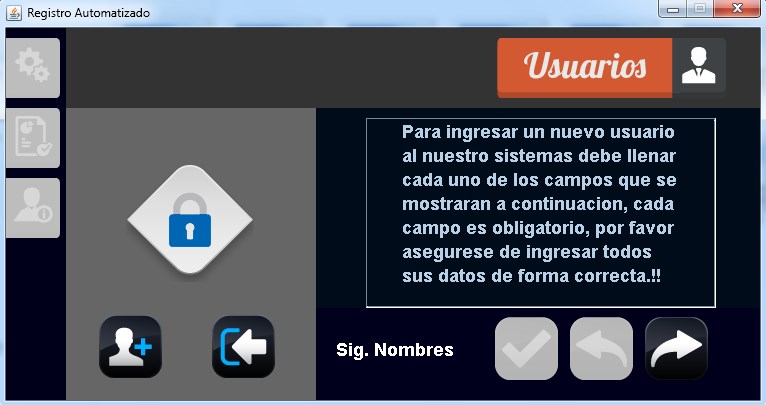 Registro Automatizado
Usuarios
Para ingresar un nuevo usuario
al nuestro sistemas debe llenar
cada uno de los campos que se
mostraran a continuacion, cada
campo es obligatorio, por favor
asegurese de ingresar todos
sus datos de forma correcta.!!
Sig. Nombres